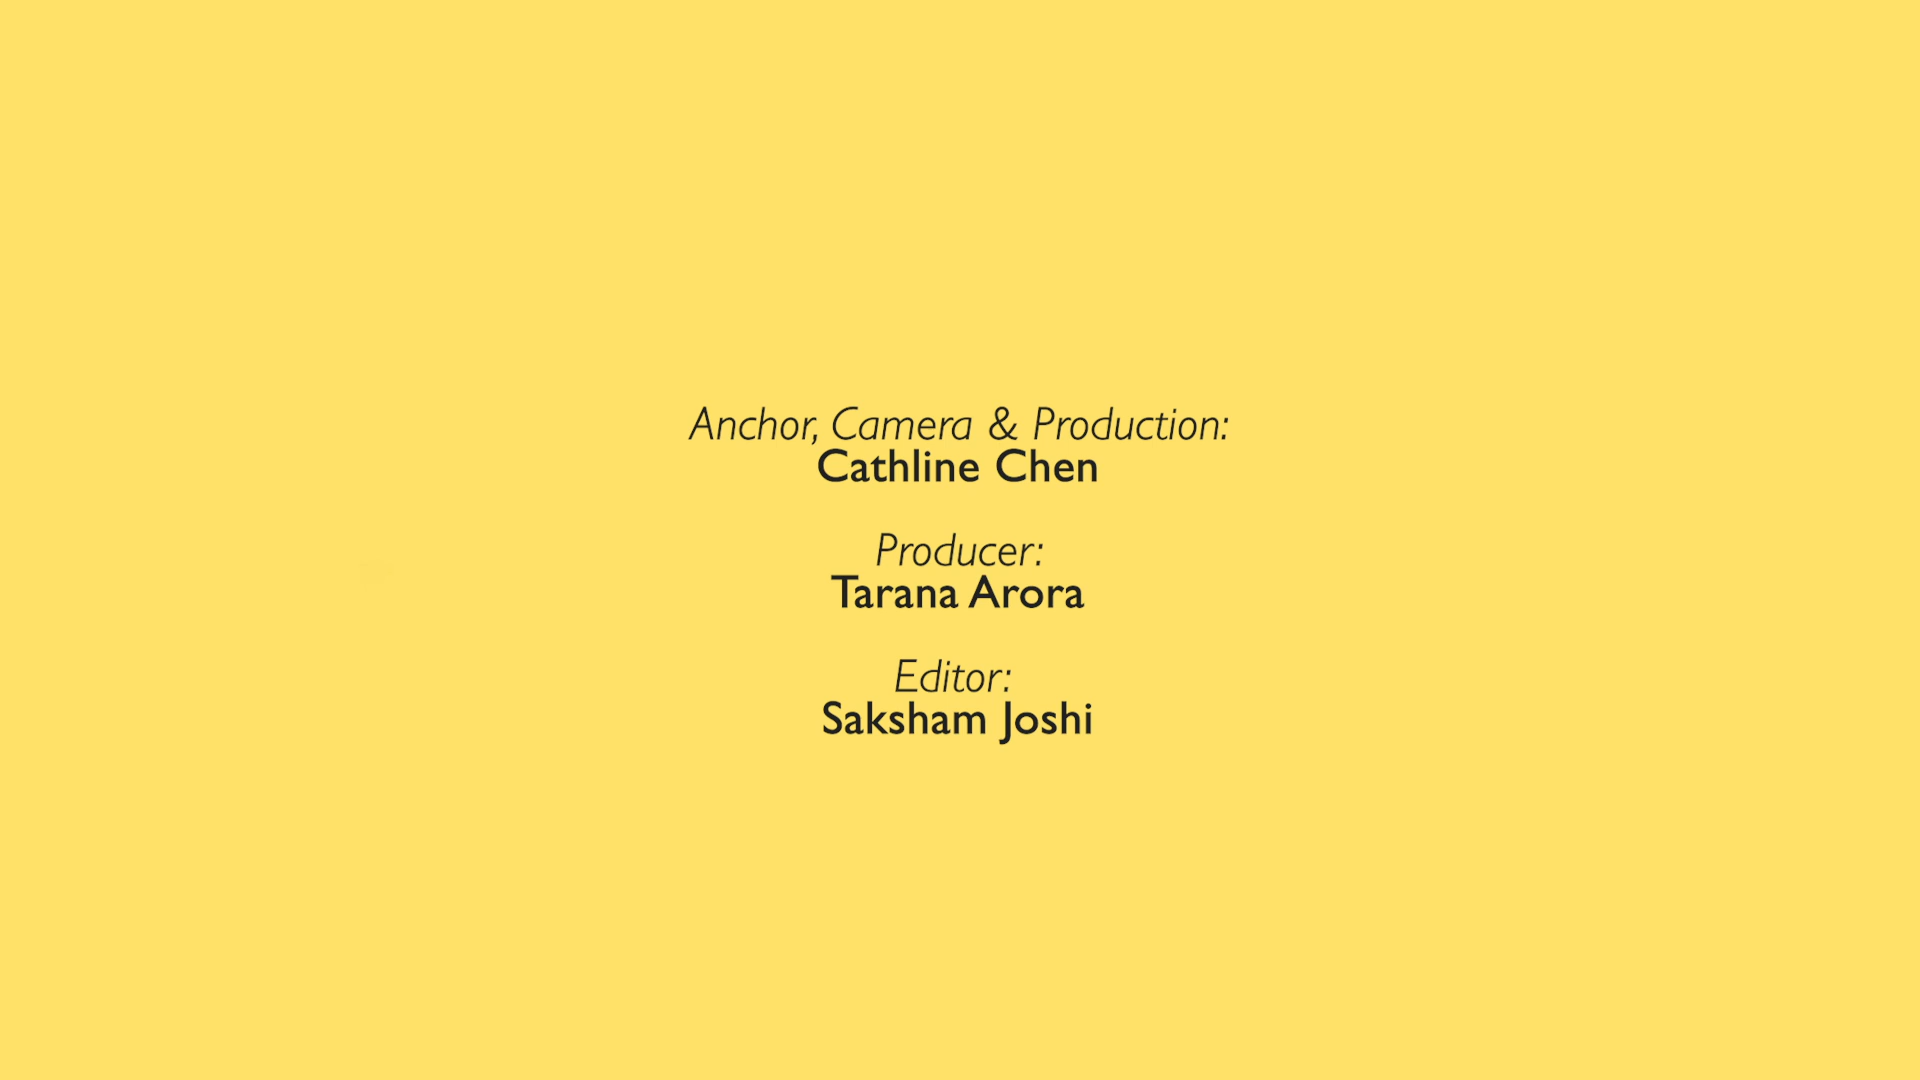 Anchor, Camera & Production:
Cathline Chen
Producer:
Tarana Arora
Editor:
Saksham Joshi